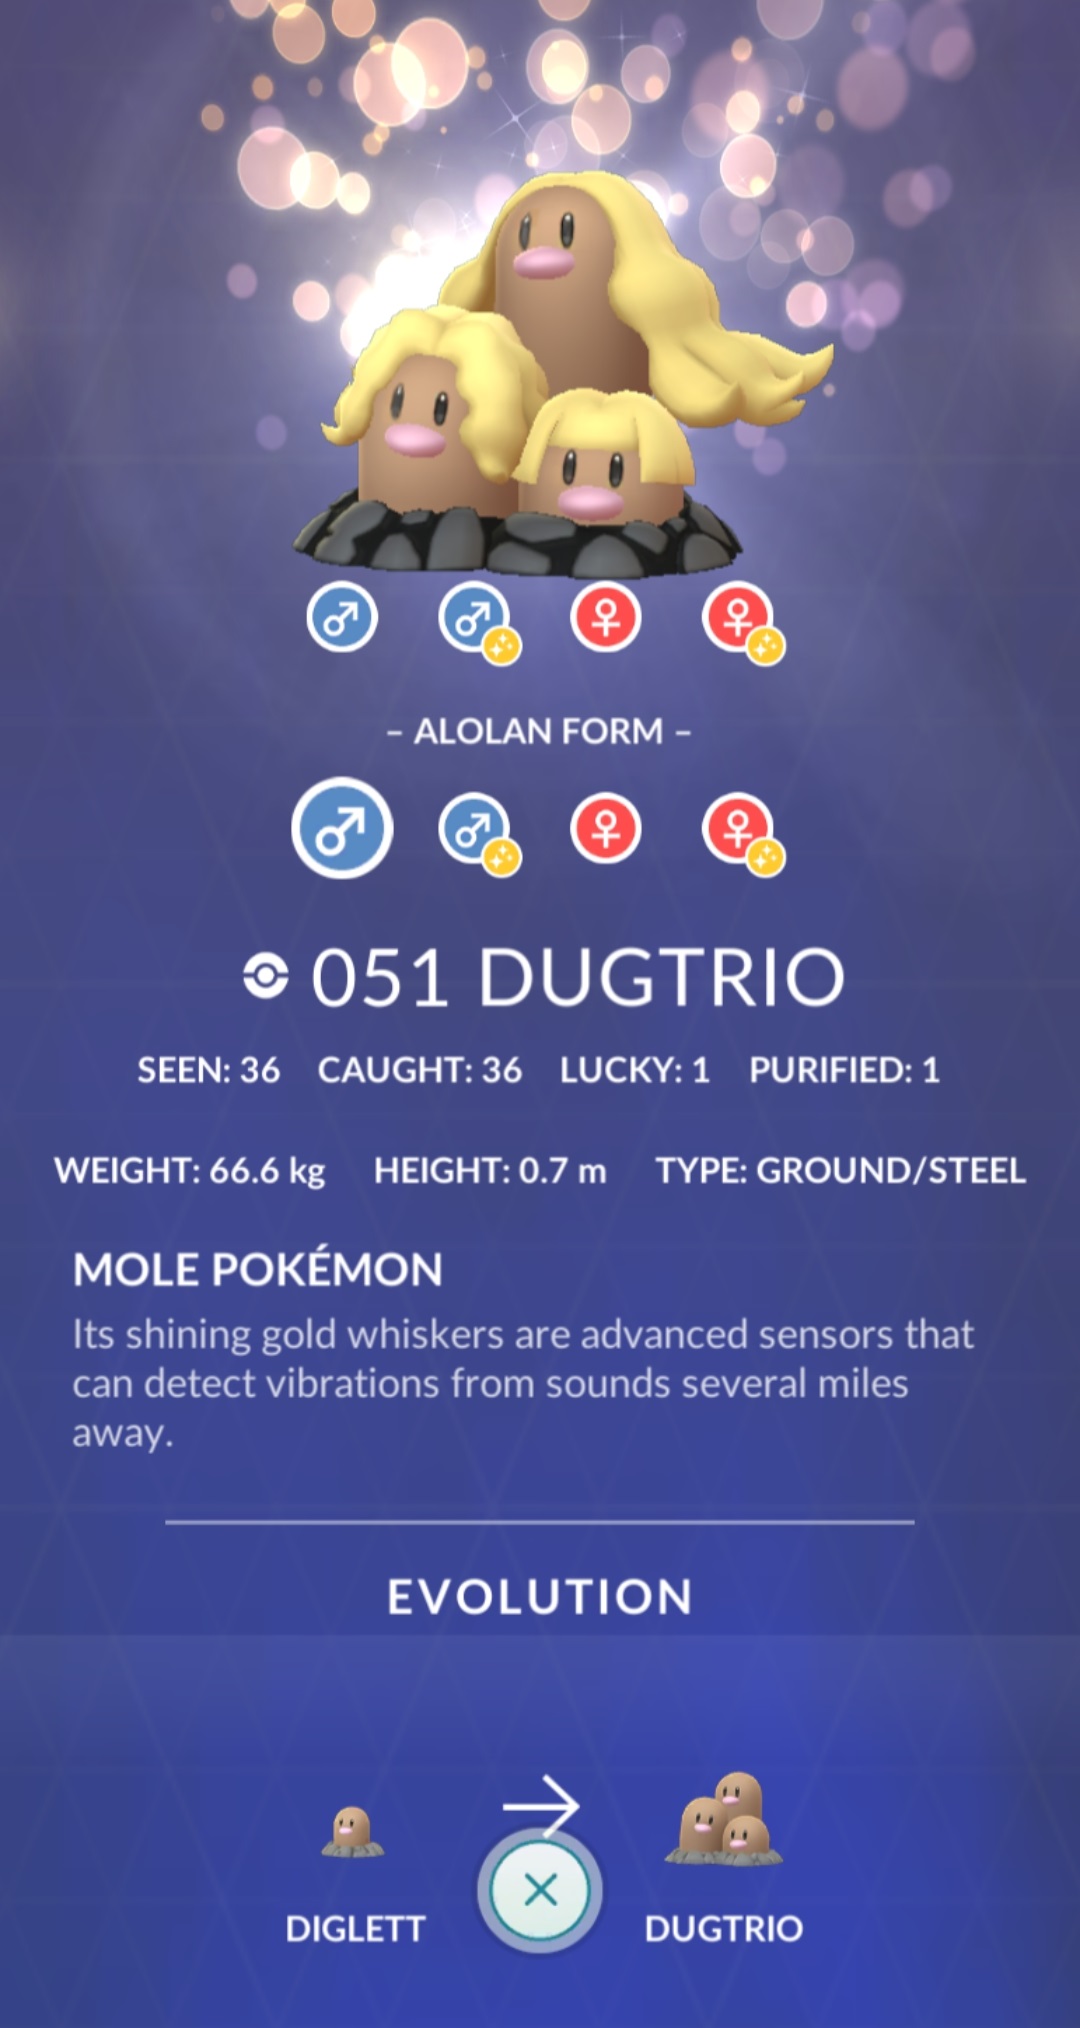 – ALOLAN FORM –
051 DUGTRIO
SEEN: 36 CAUGHT: 36 LUCKY: 1 PURIFIED: 1
WEIGHT: 66.6 kg HEIGHT: 0.7 m TYPE: GROUND/STEEL
MOLE POKÉMON
Its shining gold whiskers are advanced sensors that
can detect vibrations from sounds several miles
away.
EVOLUTION
DIGLETT DUGTRIO